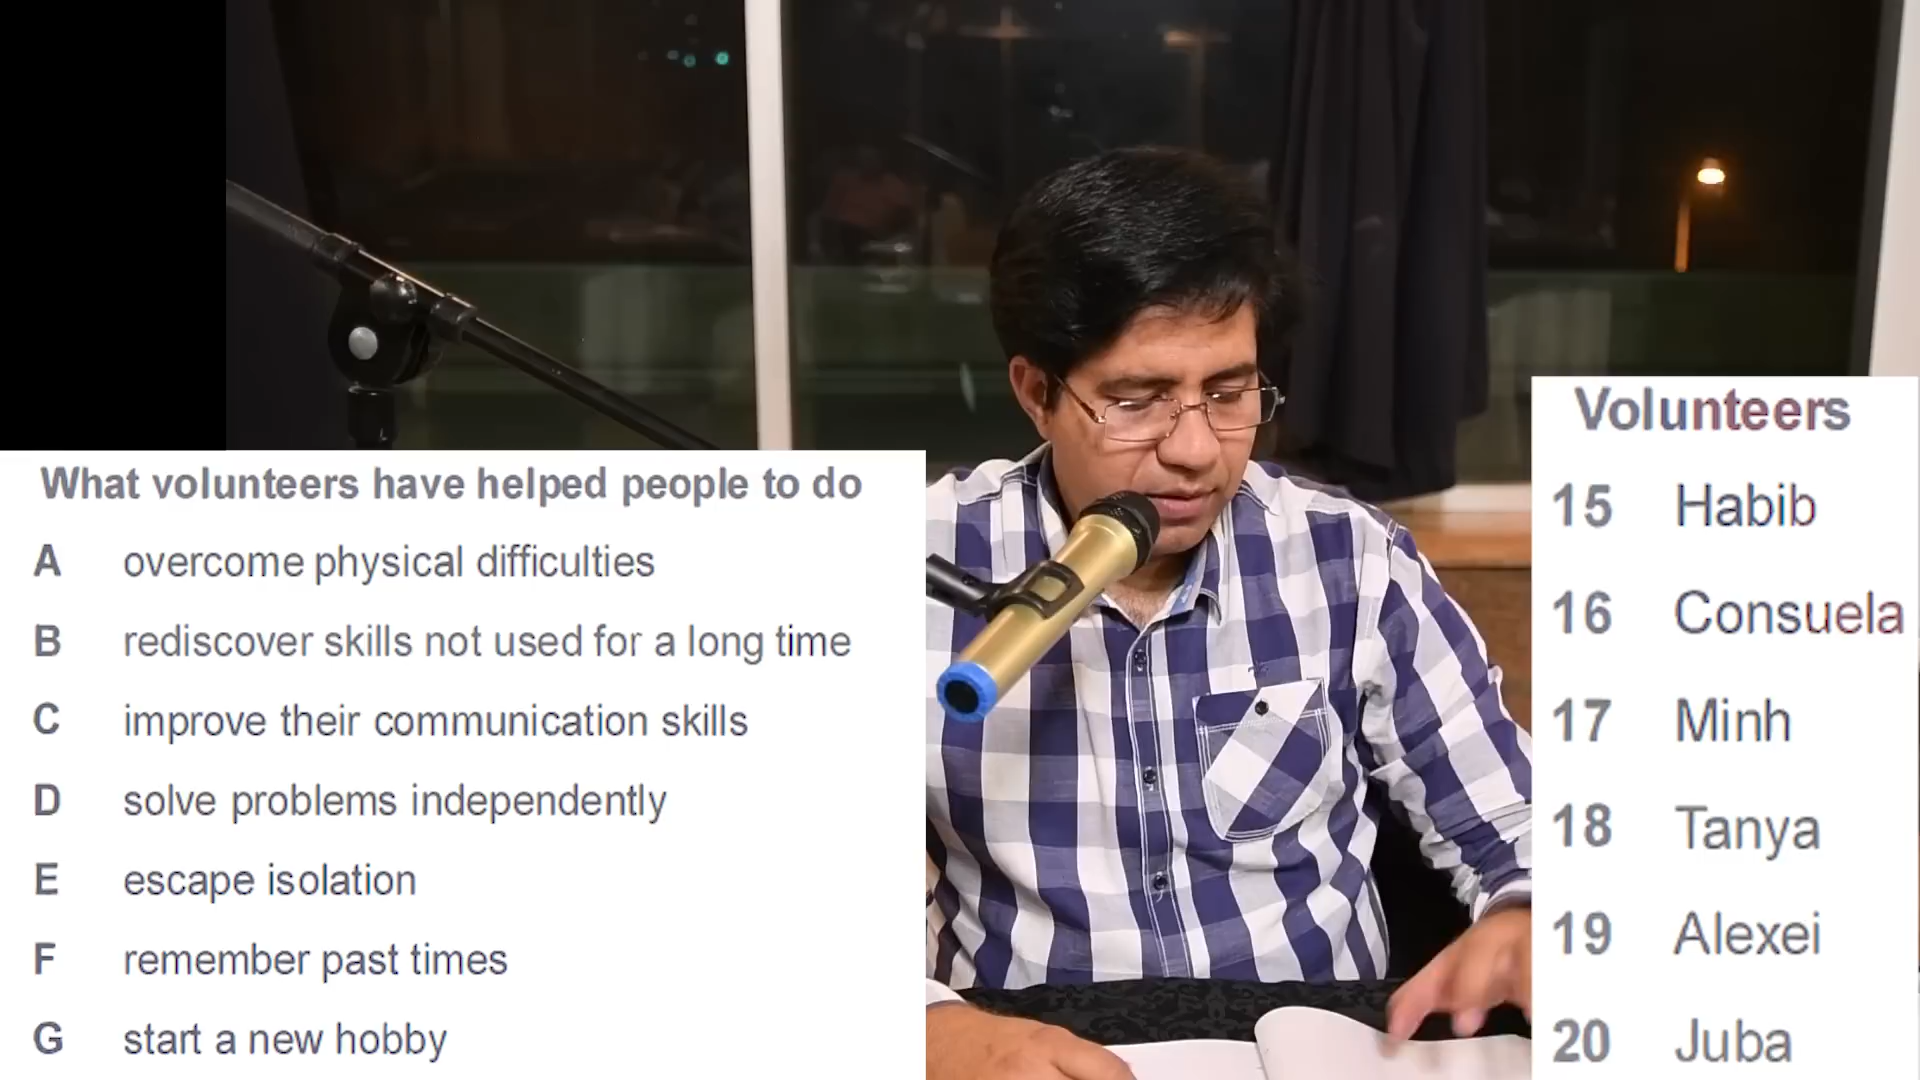 What volunteers have helped people to do
A overcome physical difficulties
B rediscover skills not used for a long time
C improve their communication skills
D solve problems independently
E escape isolation
F remember past times
G start a new hobby
Volunteers
15 Habib
16 Consuela
17 Minh
18 Tanya
19 Alexei
20 Juba